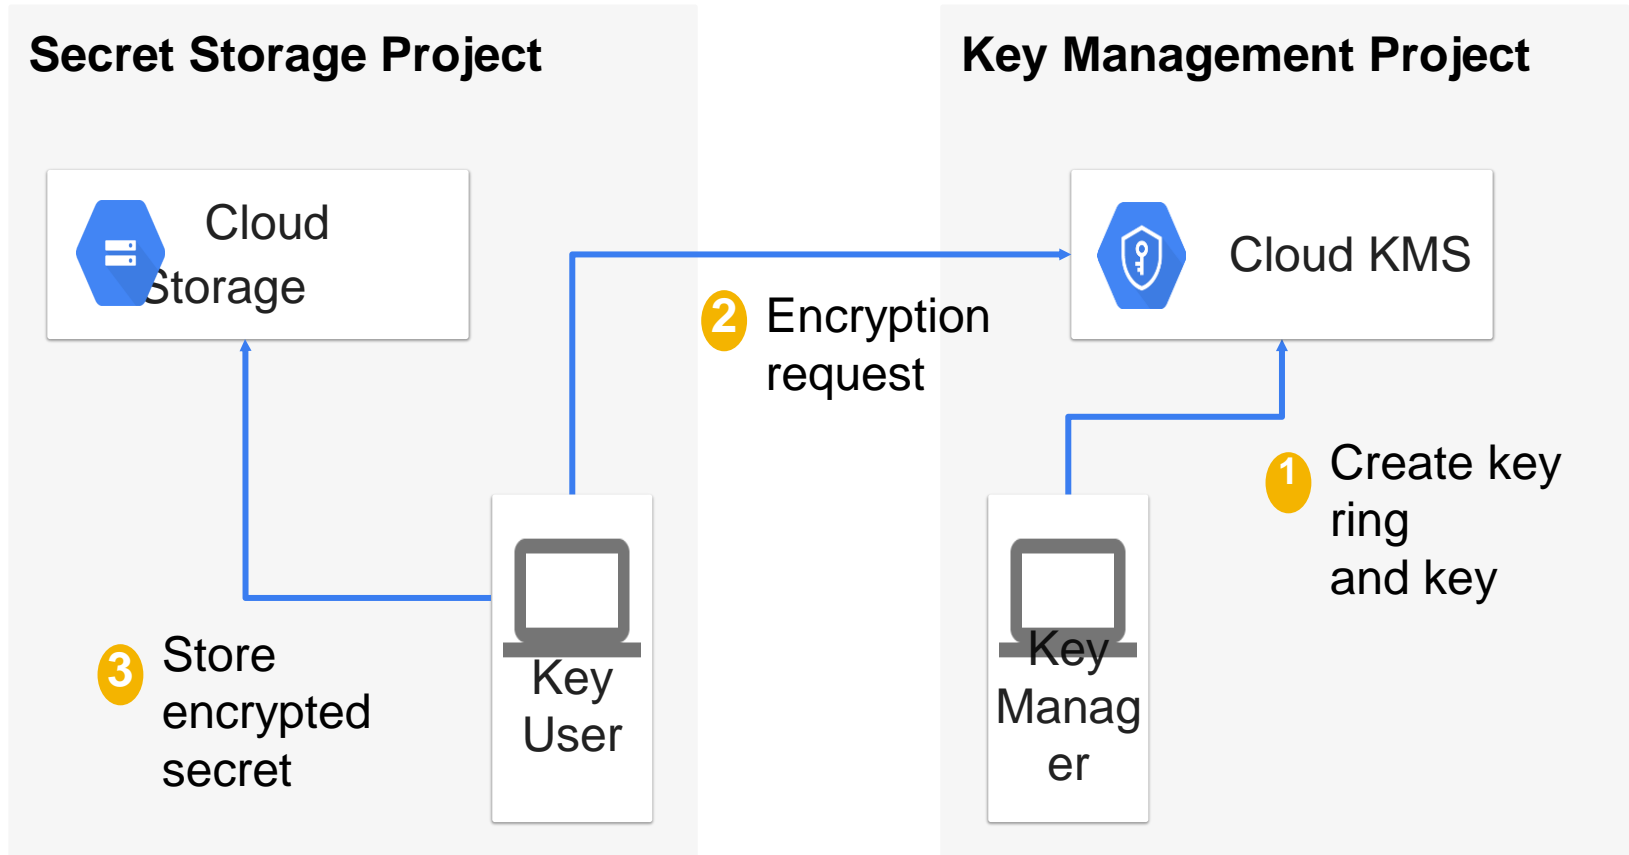 Secret Storage Project
Key Management Project
Cloud
Storage
Cloud KMS
2
Encryption
request
1
Create key
ring
and key
3
Store
encrypted
secret
Key
User
Key
Manag
er